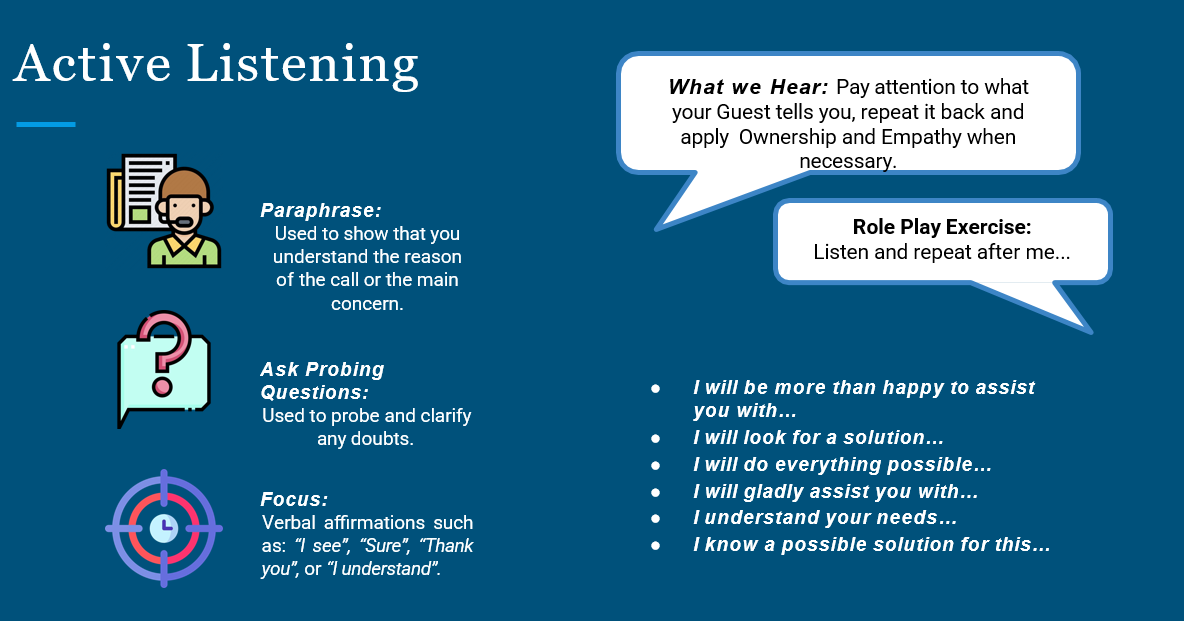 Active Listening
Paraphrase:
Used to show that you
understand the reason
of the call or the main
concern.
Ask Probing
Questions:
Used to probe and clarify
any doubts.
Focus:
Verbal affirmations such
as: “I see”, “Sure”, “Thank
you”, or “I understand”.
What we Hear: Pay attention to what
your Guest tells you, repeat it back and
apply Ownership and Empathy when
necessary.
Role Play Exercise:
Listen and repeat after me...
● I will be more than happy to assist
you with...
● I will look for a solution...
● I will do everything possible...
● I will gladly assist you with...
● I understand your needs...
● I know a possible solution for this...